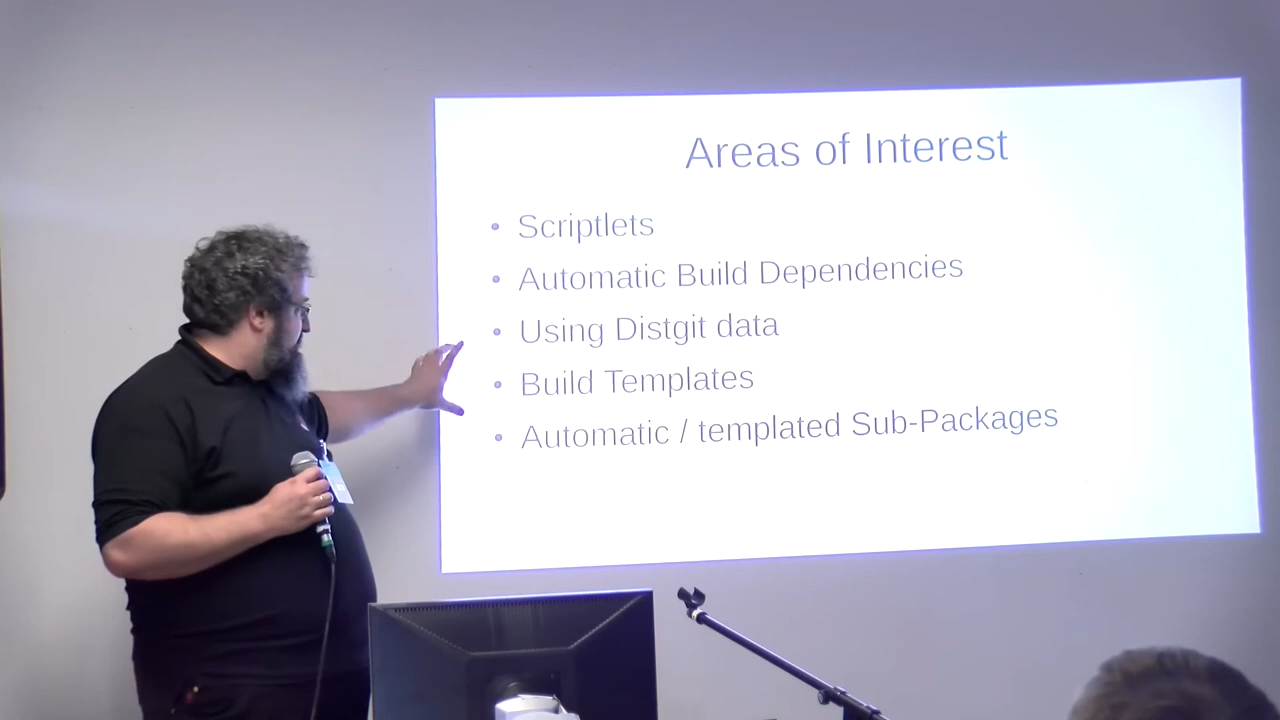 Areas of Interest
Scriptlets
Automatic Build Dependencies
Using Distgit data
Build Templates
Automatic / templated Sub-Packages